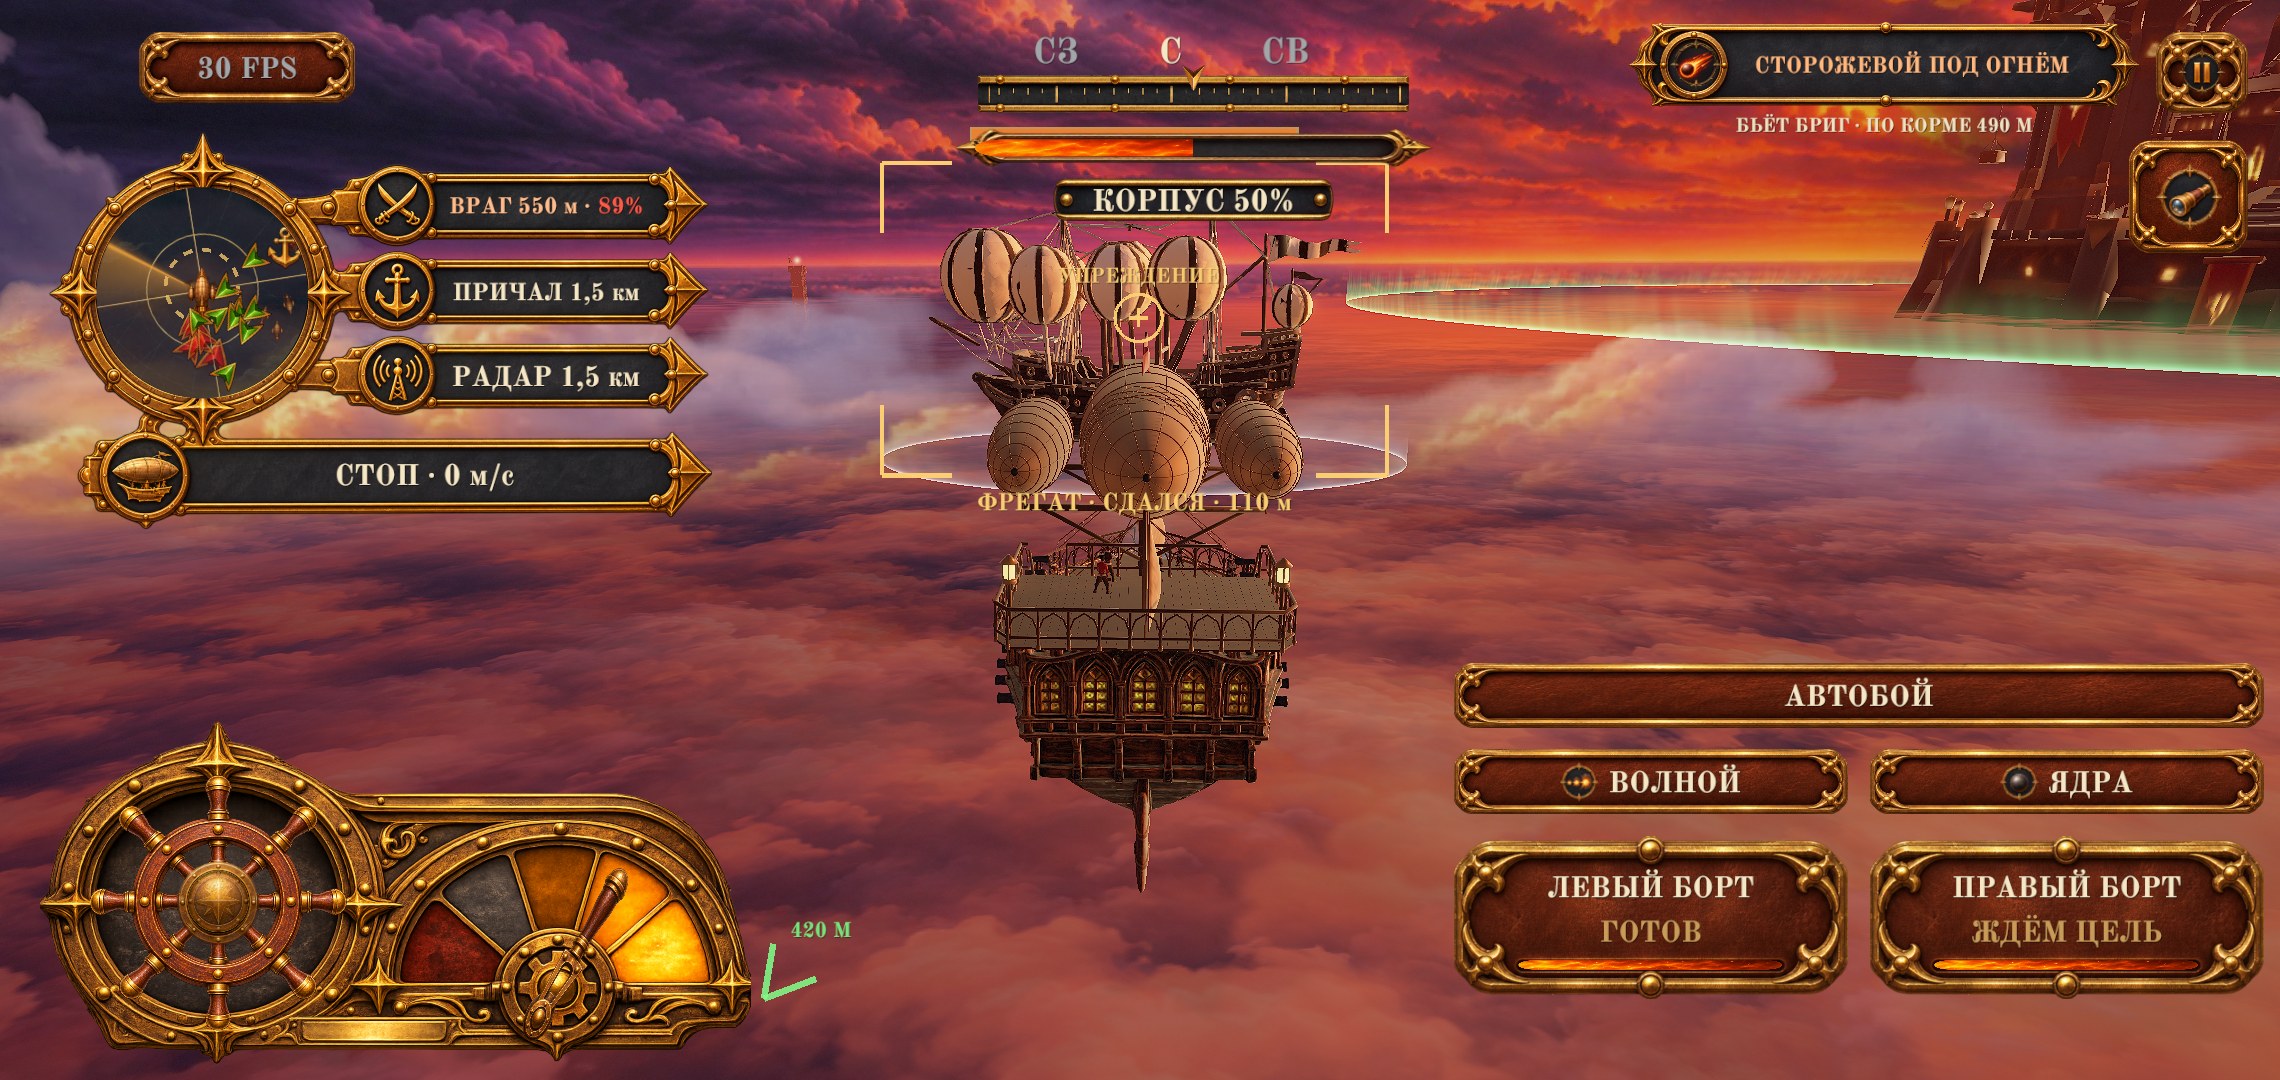 30 FPS
СЗ С СВ
СТОРОЖЕВОЙ ПОД ОГНЁМ
БЬЁТ БРИГ · ПО КОРМЕ 490 М
ВРАГ 550 м · 89%
КОРПУС 50%
УПРЕЖДЕНИЕ
ПРИЧАЛ 1,5 км
РАДАР 1,5 км
СТОП · 0 м/с
ФРЕГАТ · СДАЛСЯ · 110 м
АВТОБОЙ
ВОЛНОЙ
ЯДРА
ЛЕВЫЙ БОРТ
ГОТОВ
ПРАВЫЙ БОРТ
ЖДЁМ ЦЕЛЬ
420 М